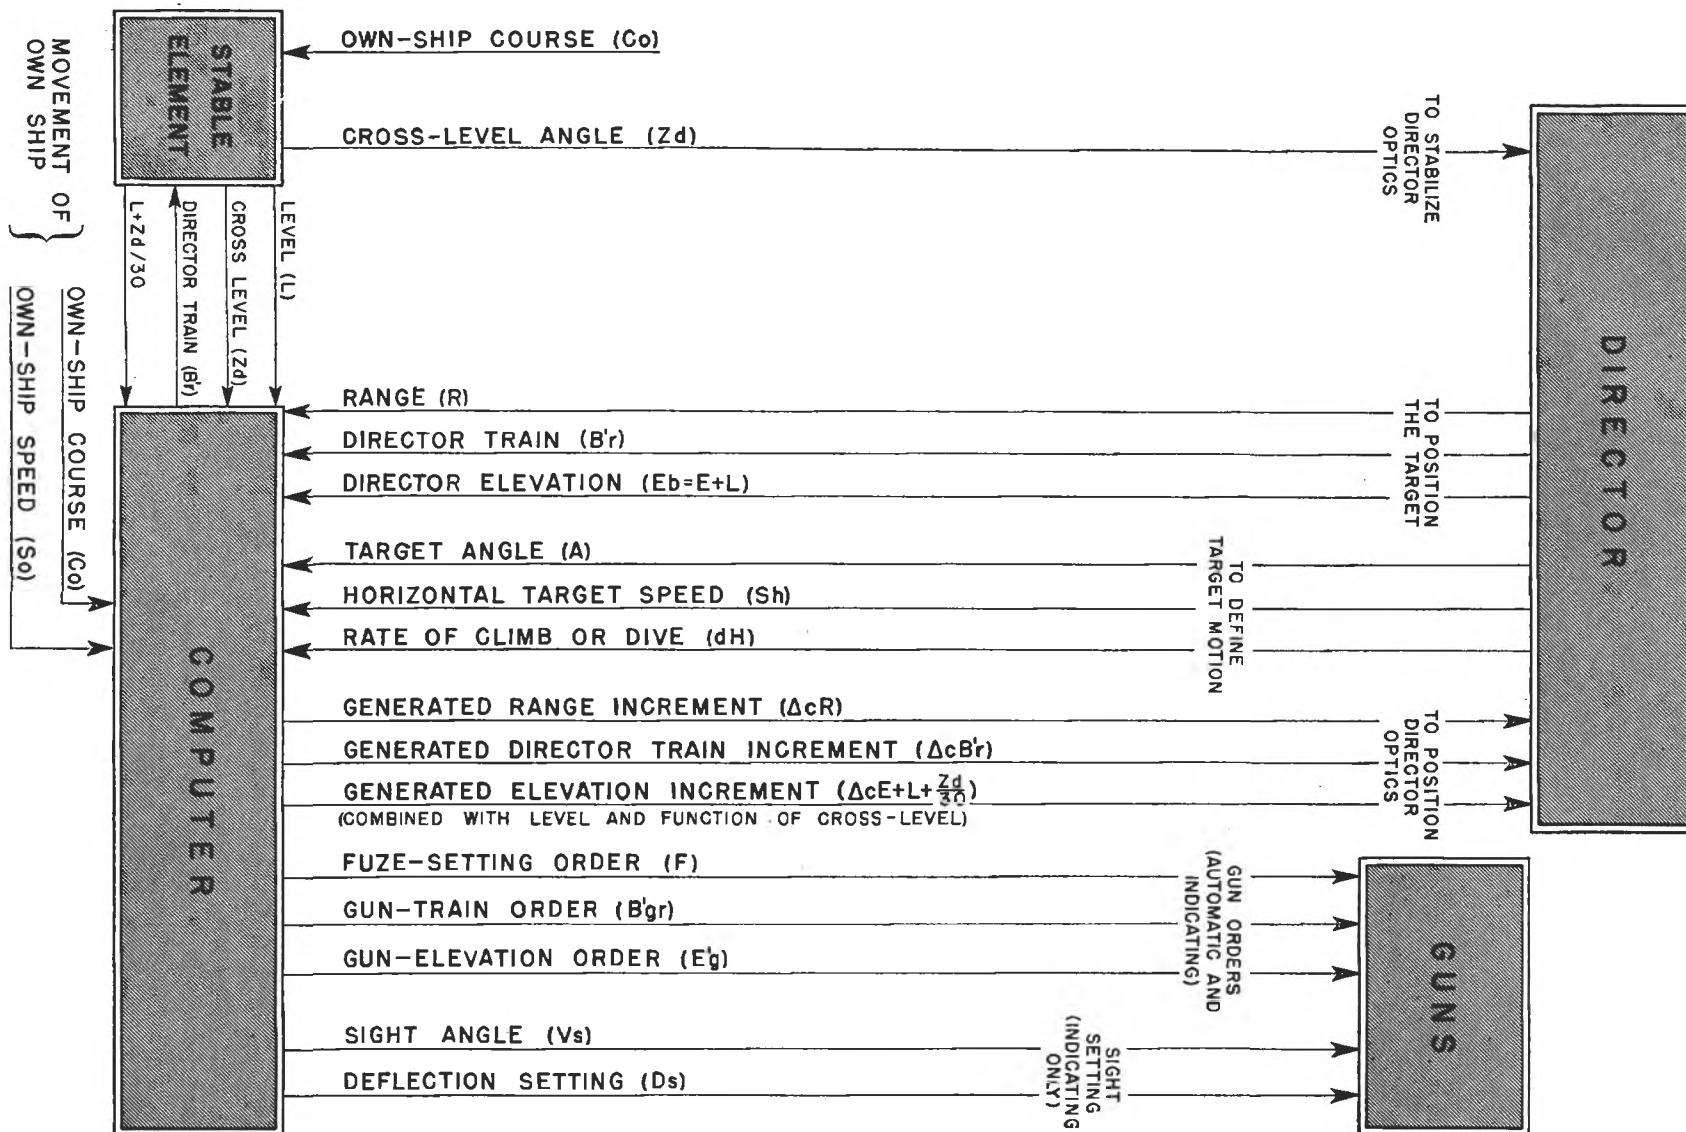 STABLE
ELEMENT
MOVEMENT OF
OWN SHIP
OWN-SHIP COURSE (Co)
CROSS-LEVEL ANGLE (Zd)
TO STABILIZE
DIRECTOR
OPTICS
DIRECTOR
L+Zd/30
DIRECTOR TRAIN (B'r)
CROSS LEVEL (Zd)
LEVEL (L)
OWN-SHIP COURSE (Co)
OWN-SHIP SPEED (So)
COMPUTER
RANGE (R)
DIRECTOR TRAIN (B'r)
DIRECTOR ELEVATION (Eb=E+L)
TO POSITION
THE TARGET
TARGET ANGLE (A)
HORIZONTAL TARGET SPEED (Sh)
RATE OF CLIMB OR DIVE (dH)
TO DEFINE
TARGET MOTION
GENERATED RANGE INCREMENT (ΔcR)
GENERATED DIRECTOR TRAIN INCREMENT (ΔcB'r)
GENERATED ELEVATION INCREMENT (ΔcE+L+Zd/30)
(COMBINED WITH LEVEL AND FUNCTION OF CROSS-LEVEL)
TO POSITION
DIRECTOR
OPTICS
FUZE-SETTING ORDER (F)
GUN-TRAIN ORDER (B'gr)
GUN-ELEVATION ORDER (E'g)
GUN ORDERS
(AUTOMATIC AND
INDICATING)
GUNS
SIGHT ANGLE (Vs)
DEFLECTION SETTING (Ds)
SIGHT
SETTING
(INDICATING
ONLY)